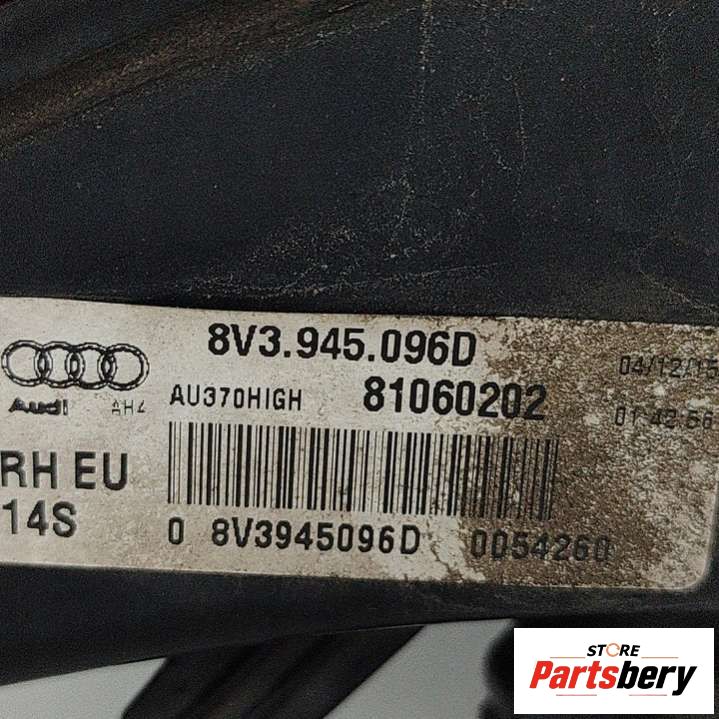 8V3.945.096D
04/12/15
Audi AH4 AU370HIGH 81060202
01:42:56
RH EU
14S
0 8V3945096D 0054260
STORE
Partsbery